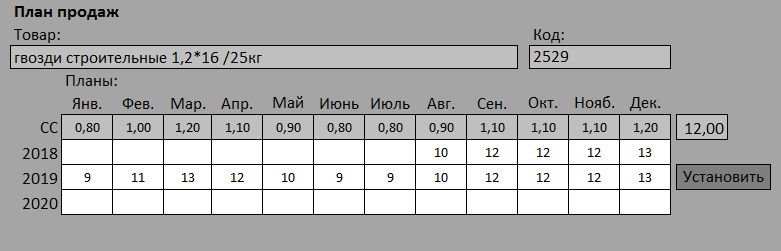 План продаж
Товар: Код:
гвозди строительные 1,2*16 /25кг 2529
Планы:
Янв. Фев. Мар. Апр. Май Июнь Июль Авг. Сен. Окт. Нояб. Дек.
СС 0,80 1,00 1,20 1,10 0,90 0,80 0,80 0,90 1,10 1,10 1,10 1,20 12,00
2018 10 12 12 12 13
2019 9 11 13 12 10 9 9 10 12 12 12 13 Установить
2020